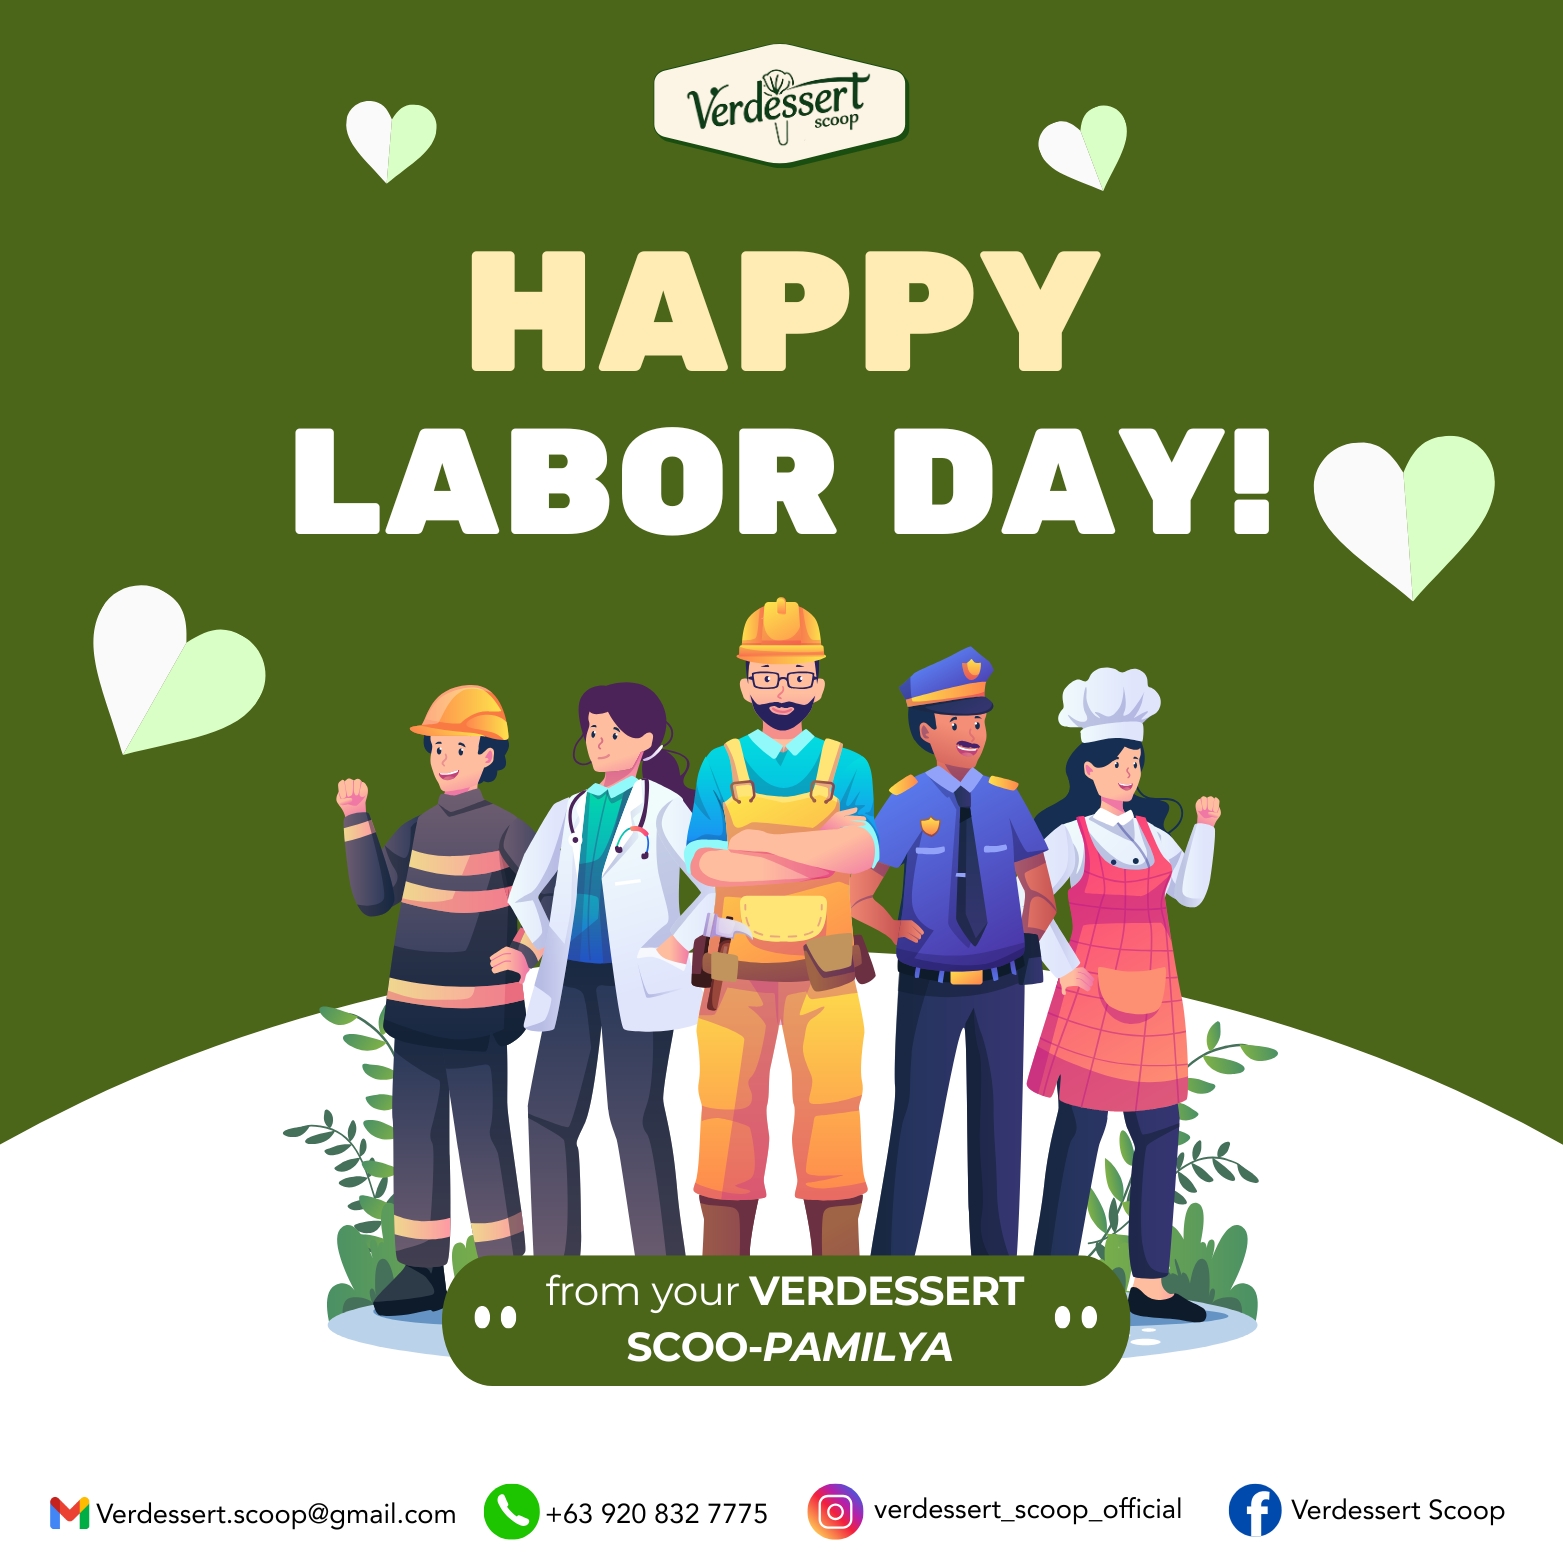 Verdessert
scoop
HAPPY
LABOR DAY!
from your VERDESSERT
SCOO-PAMILYA
Verdessert.scoop@gmail.com
+63 920 832 7775
verdessert_scoop_official
Verdessert Scoop